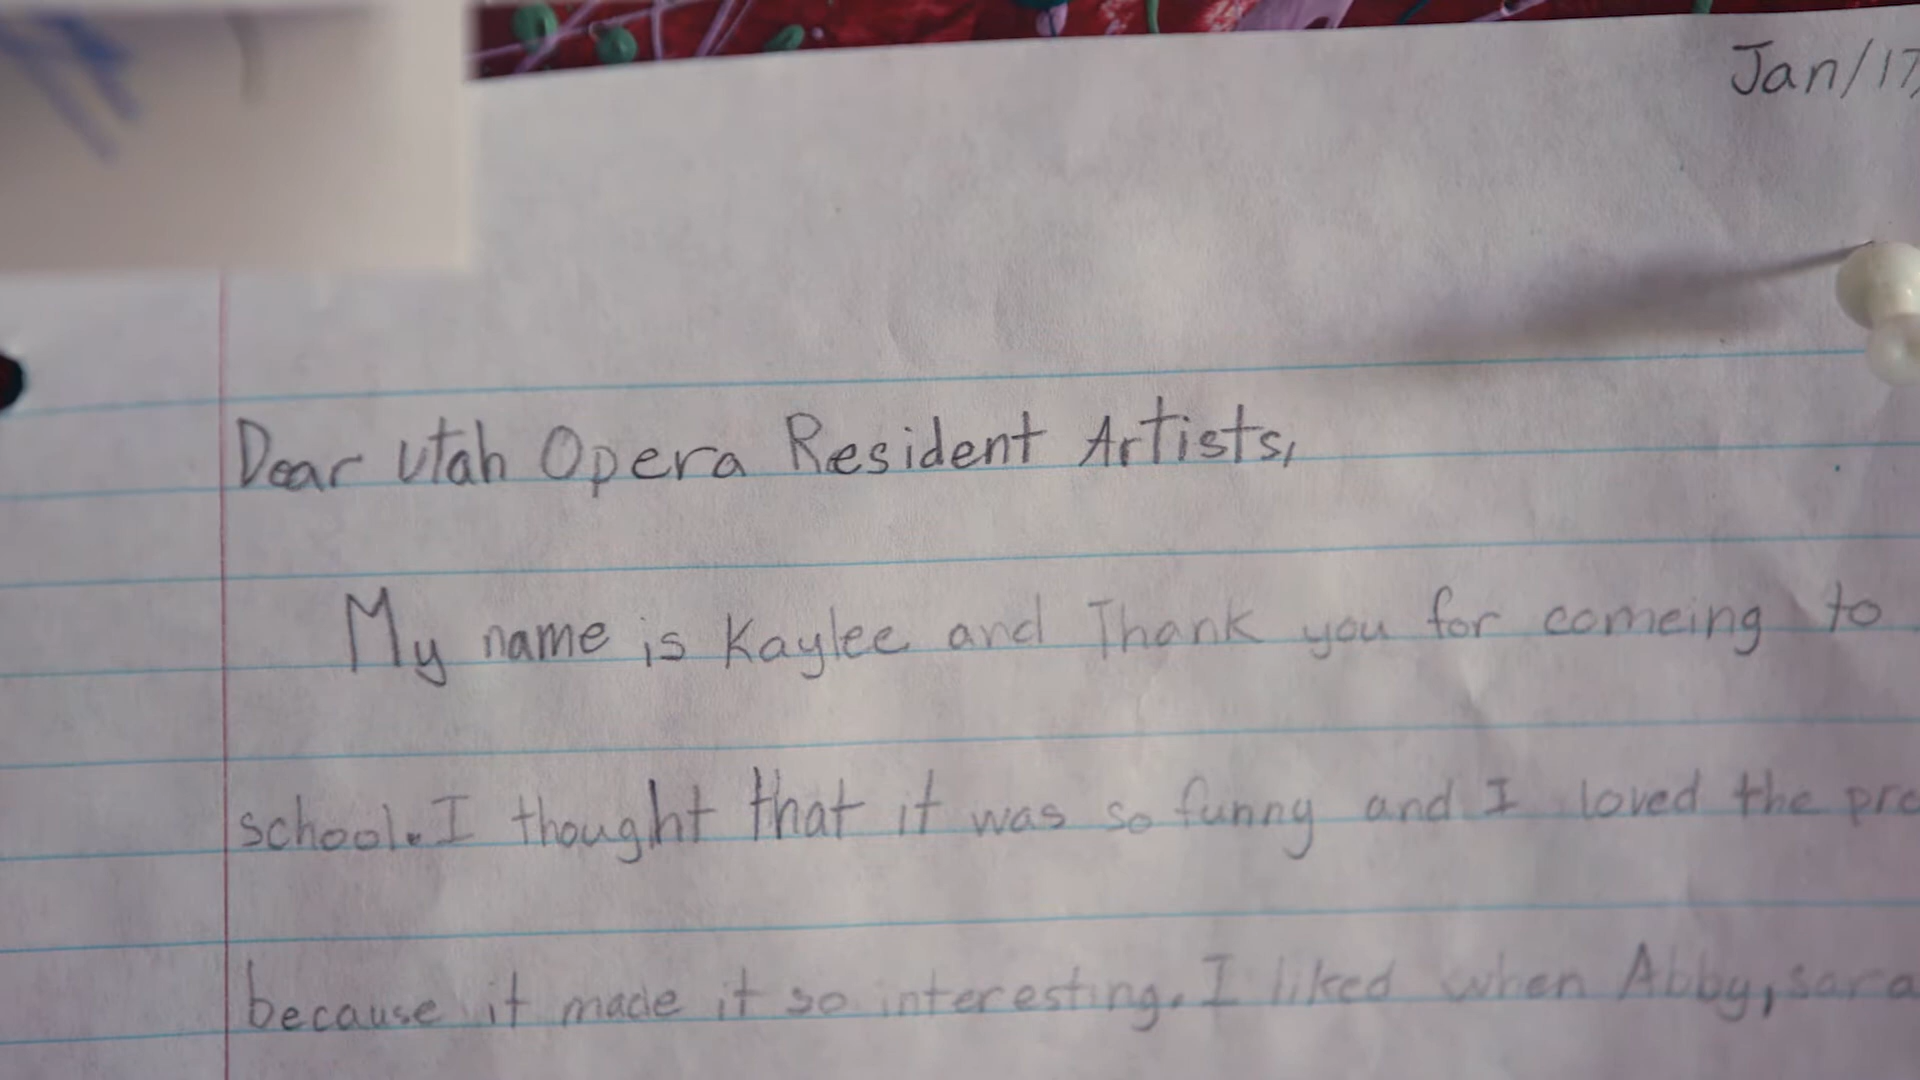 Jan/17,
Dear Utah Opera Resident Artists,
My name is Kaylee and Thank you for comeing to
school. I thought that it was so funny and I loved the
because it made it so interesting. I liked when Abby,